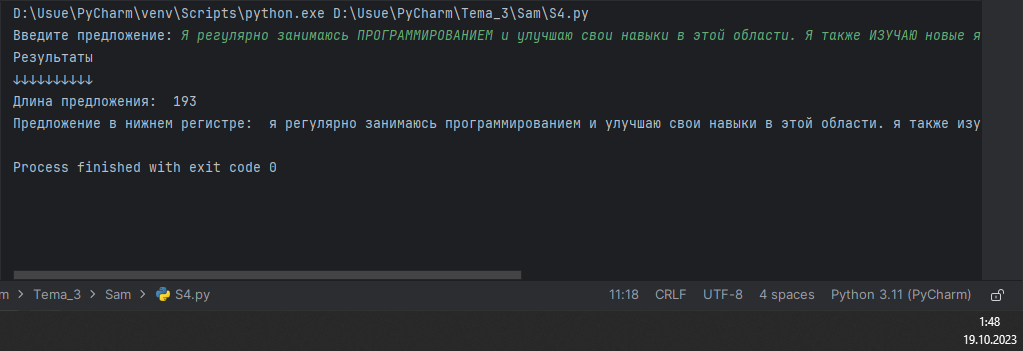 D:\Usue\PyCharm\venv\Scripts\python.exe D:\Usue\PyCharm\Tema_3\Sam\S4.py
Введите предложение: Я регулярно занимаюсь ПРОГРАММИРОВАНИЕМ и улучшаю свои навыки в этой области. Я также ИЗУЧАЮ новые я
Результаты
↓↓↓↓↓↓↓↓↓↓
Длина предложения:  193
Предложение в нижнем регистре:  я регулярно занимаюсь программированием и улучшаю свои навыки в этой области. я также изу
Process finished with exit code 0
m > Tema_3 > Sam > S4.py 11:18 CRLF UTF-8 4 spaces Python 3.11 (PyCharm)
1:48
19.10.2023